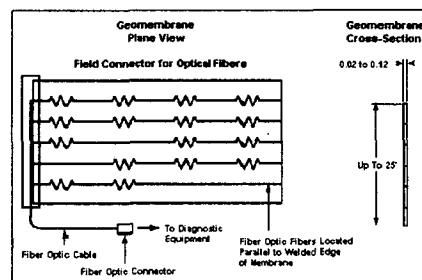 Geomembrane
Plane View
Field Connector for Optical Fibers
Fiber Optic Cable
Fiber Optic Connector
To Diagnostic
Equipment
Fiber Optic Fibers Located
Parallel to Welded Edge
of Membrane
Geomembrane
Cross-Section
0.02 to 0.12
Up To 25'